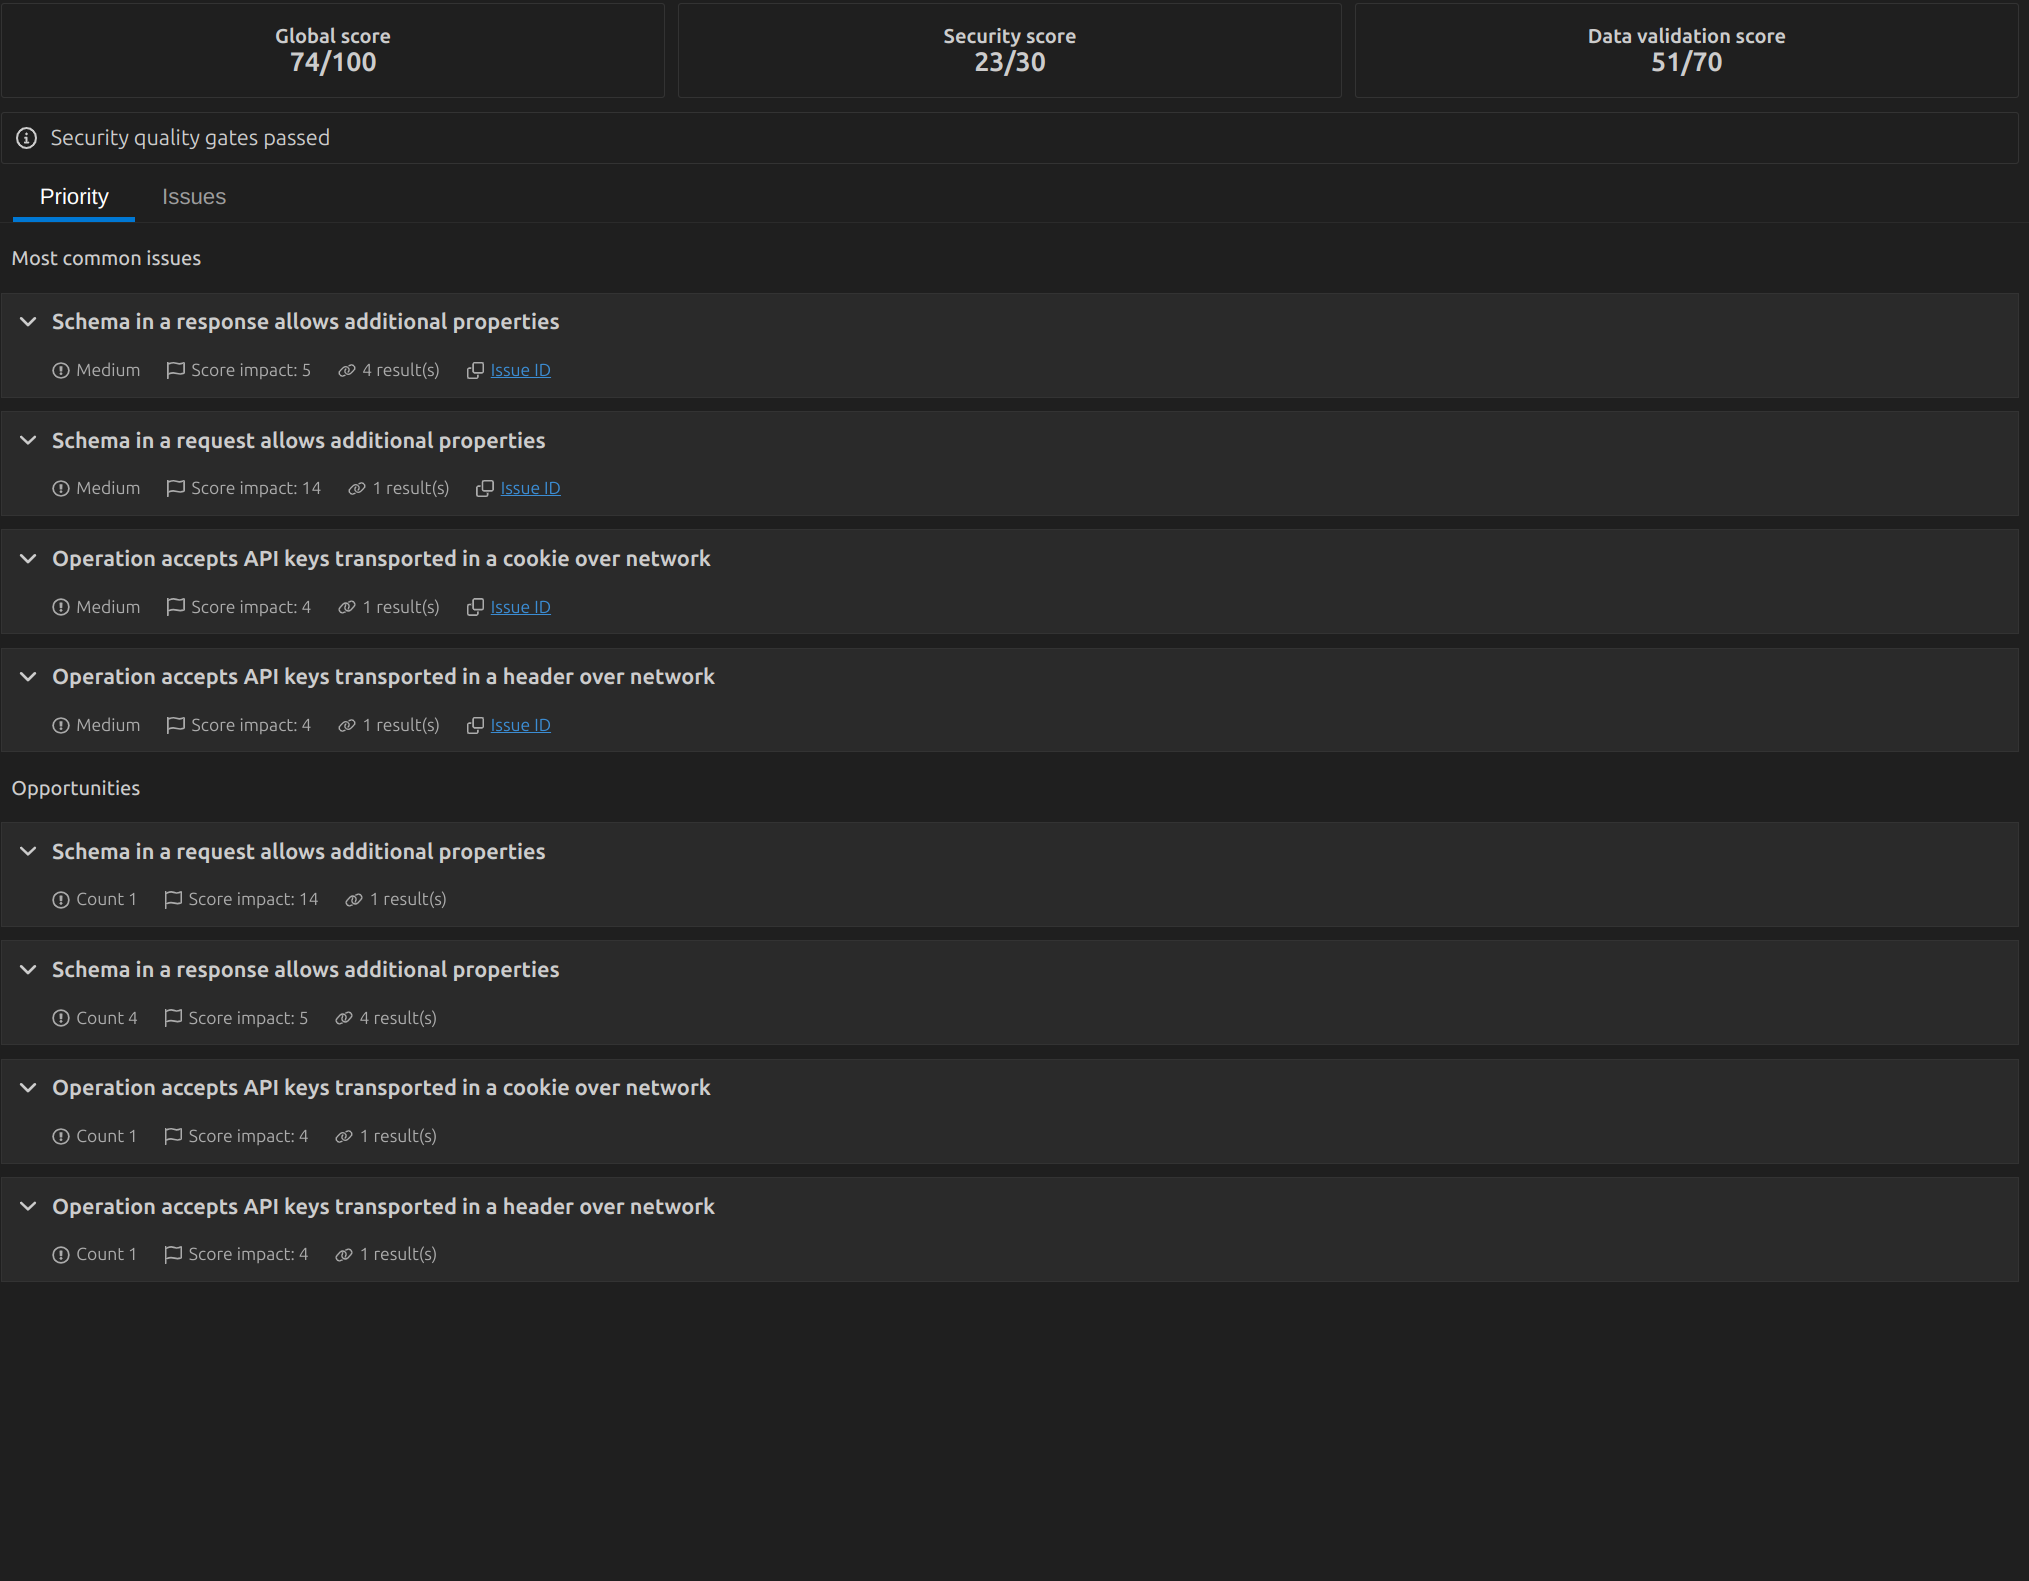 Global score
74/100
Security score
23/30
Data validation score
51/70
Security quality gates passed
Priority Issues
Most common issues
Schema in a response allows additional properties
Medium Score impact: 5 4 result(s) Issue ID
Schema in a request allows additional properties
Medium Score impact: 14 1 result(s) Issue ID
Operation accepts API keys transported in a cookie over network
Medium Score impact: 4 1 result(s) Issue ID
Operation accepts API keys transported in a header over network
Medium Score impact: 4 1 result(s) Issue ID
Opportunities
Schema in a request allows additional properties
Count 1 Score impact: 14 1 result(s)
Schema in a response allows additional properties
Count 4 Score impact: 5 4 result(s)
Operation accepts API keys transported in a cookie over network
Count 1 Score impact: 4 1 result(s)
Operation accepts API keys transported in a header over network
Count 1 Score impact: 4 1 result(s)